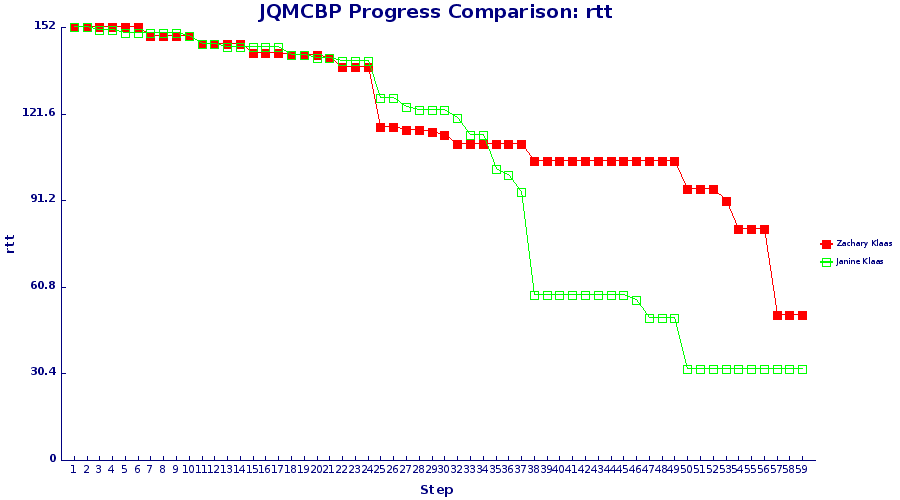 JQMCBP Progress Comparison: rtt
152
121.6
91.2
60.8
30.4
0
rtt
1 2 3 4 5 6 7 8 9 10 11 12 13 14 15 16 17 18 19 20 21 22 23 24 25 26 27 28 29 30 31 32 33 34 35 36 37 38 39 40 41 42 43 44 45 46 47 48 49 50 51 52 53 54 55 56 57 58 59
Step
Zachary Klaas
Janine Klaas